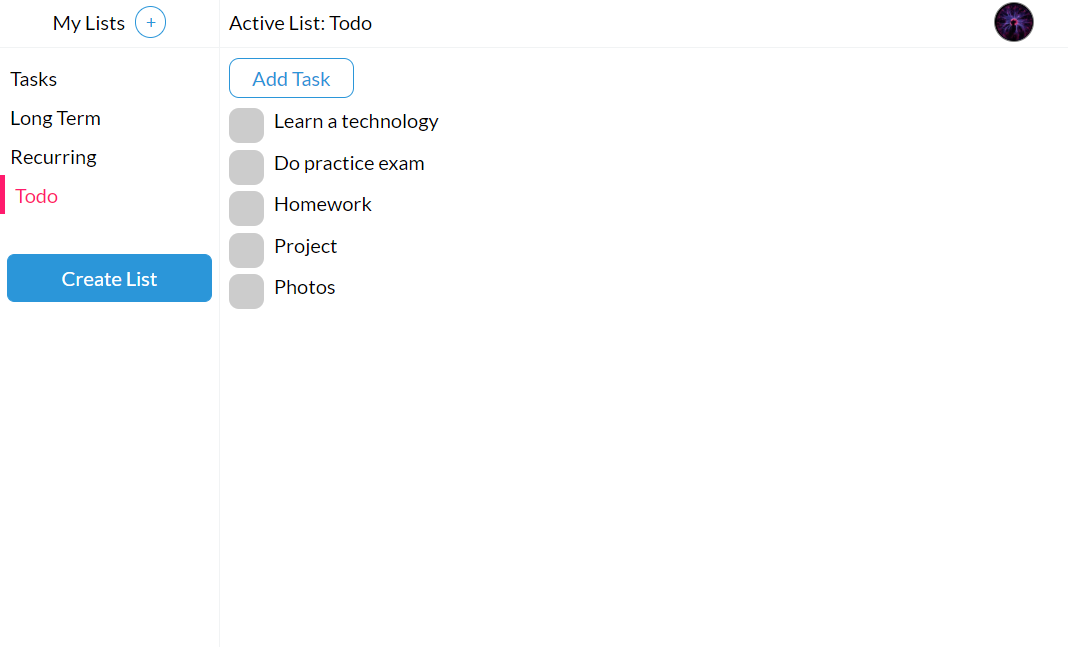 My Lists +
Active List: Todo
Tasks
Long Term
Recurring
Todo
Create List
Add Task
Learn a technology
Do practice exam
Homework
Project
Photos